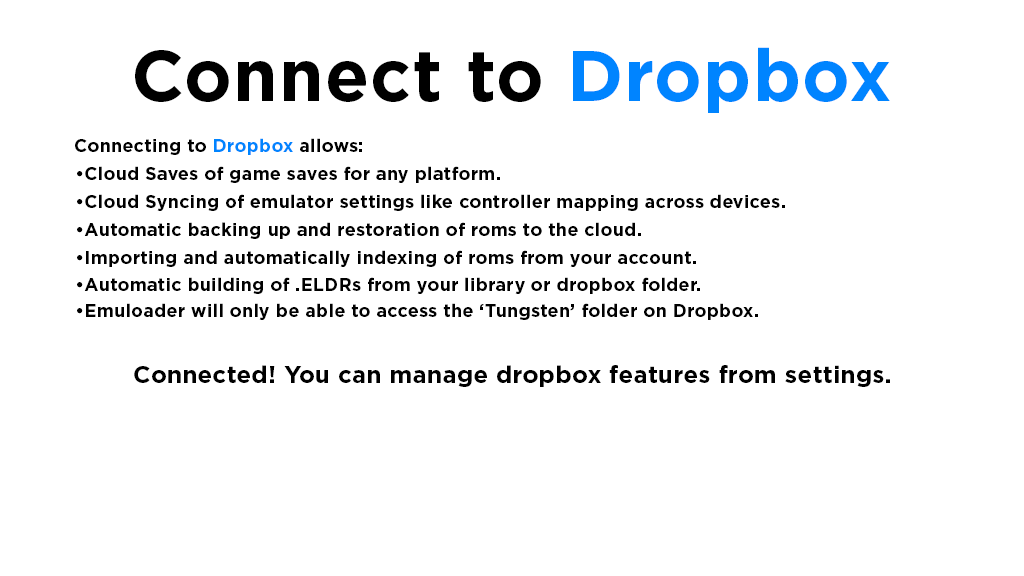 Connect to Dropbox
Connecting to Dropbox allows:
•Cloud Saves of game saves for any platform.
•Cloud Syncing of emulator settings like controller mapping across devices.
•Automatic backing up and restoration of roms to the cloud.
•Importing and automatically indexing of roms from your account.
•Automatic building of .ELDRs from your library or dropbox folder.
•Emuloader will only be able to access the ‘Tungsten’ folder on Dropbox.
Connected! You can manage dropbox features from settings.